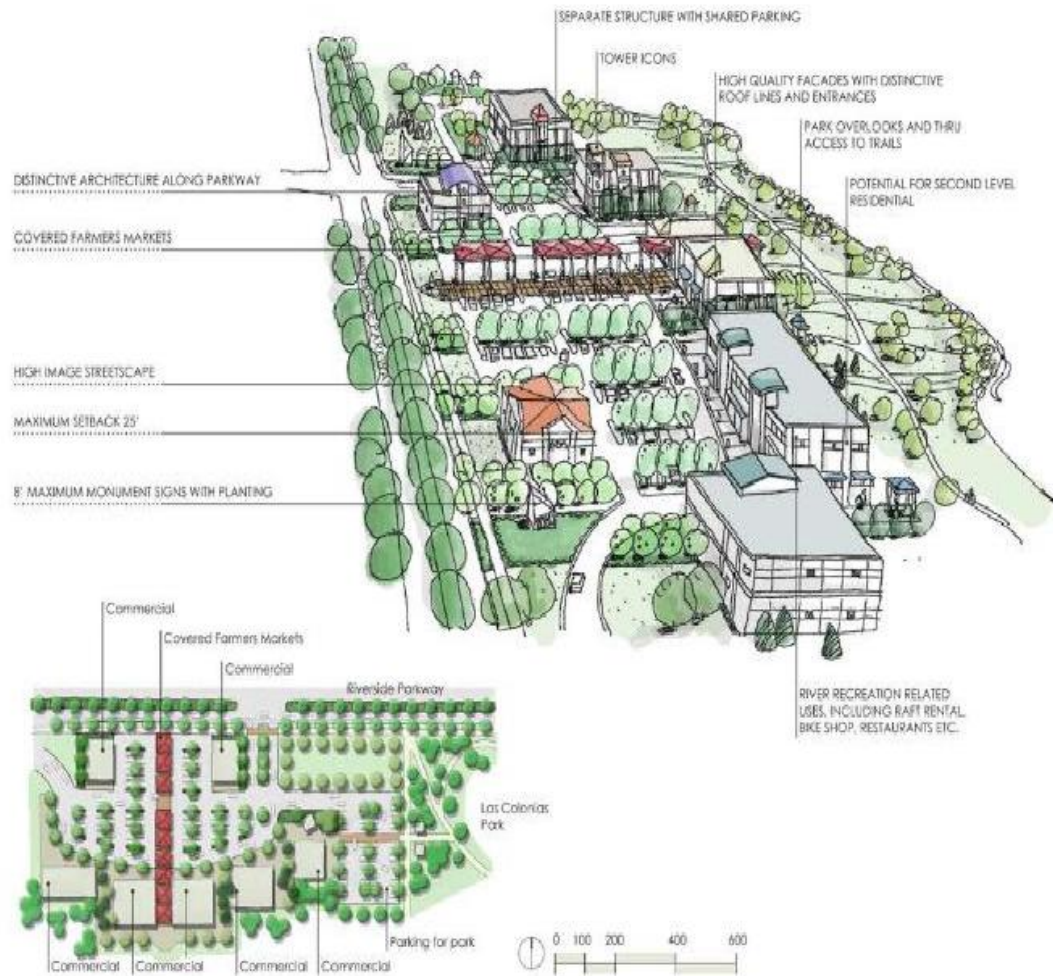 SEPARATE STRUCTURE WITH SHARED PARKING
TOWER ICONS
HIGH QUALITY FACADES WITH DISTINCTIVE
ROOF LINES AND ENTRANCES
PARK OVERLOOKS AND THRU
ACCESS TO TRAILS
POTENTIAL FOR SECOND LEVEL
RESIDENTIAL
DISTINCTIVE ARCHITECTURE ALONG PARKWAY
COVERED FARMERS MARKETS
HIGH IMAGE STREETSCAPE
MAXIMUM SETBACK 25'
8' MAXIMUM MONUMENT SIGNS WITH PLANTING
RIVER RECREATION RELATED
USES, INCLUDING RAFT RENTAL,
BIKE SHOP, RESTAURANTS ETC.
Commercial
Covered Farmers Markets
Commercial
Riverside Parkway
Las Colonias
Park
Parking for park
Commercial Commercial Commercial Commercial
0 100 200 400 600